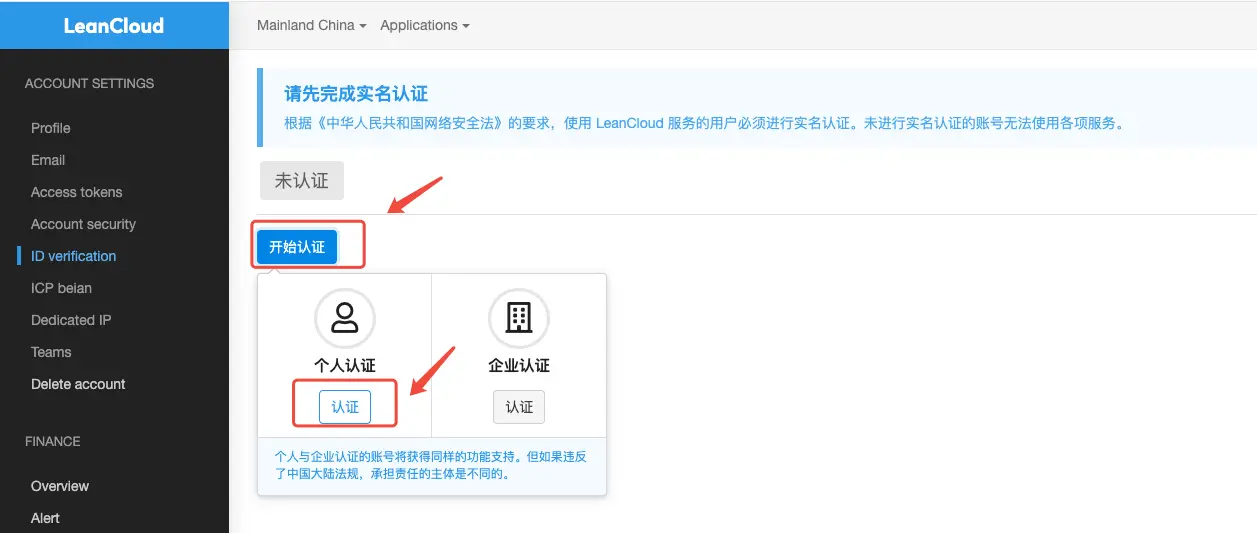 LeanCloud
Mainland China
Applications
ACCOUNT SETTINGS
Profile
Email
Access tokens
Account security
ID verification
ICP beian
Dedicated IP
Teams
Delete account
FINANCE
Overview
Alert
请先完成实名认证
根据《中华人民共和国网络安全法》的要求，使用 LeanCloud 服务的用户必须进行实名认证。未进行实名认证的账号无法使用各项服务。
未认证
开始认证
个人认证
认证
企业认证
认证
个人与企业认证的账号将获得同样的功能支持。但如果违反
了中国大陆法规，承担责任的主体是不同的。